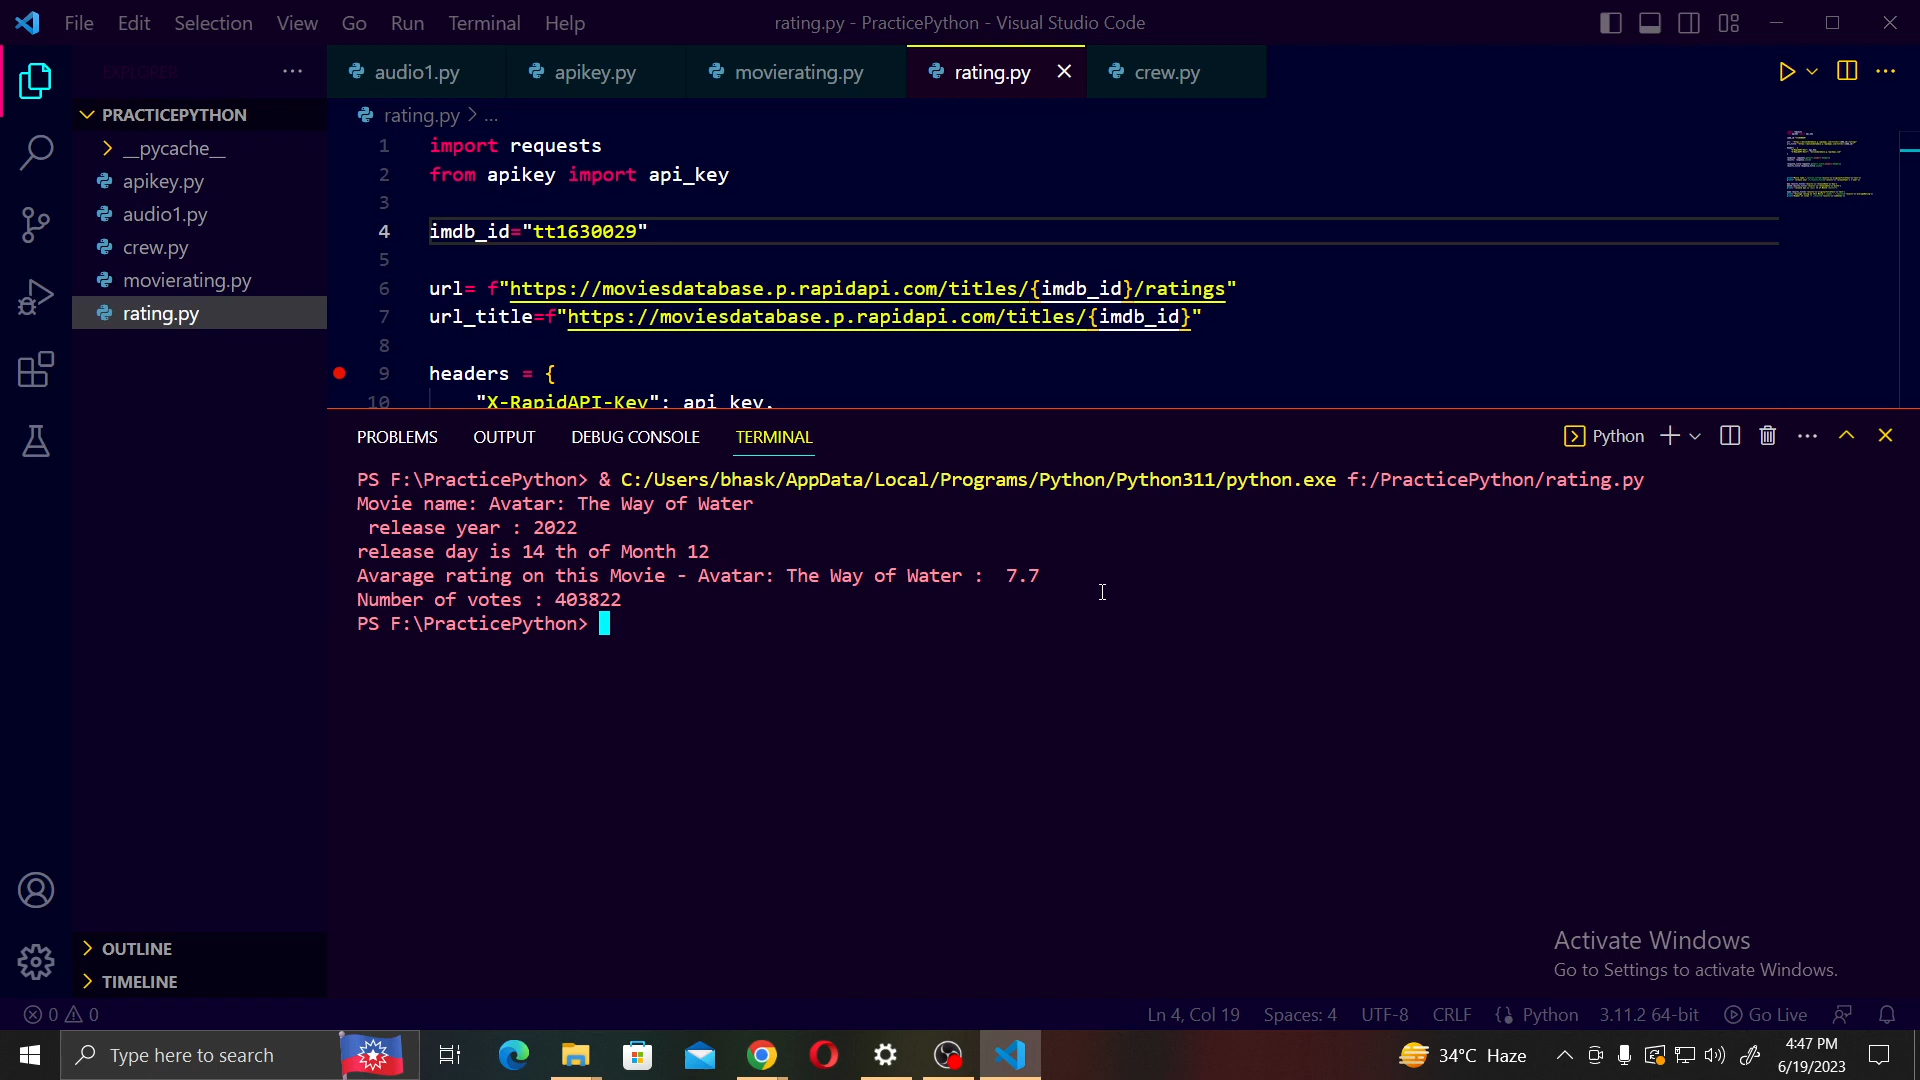 File Edit Selection View Go Run Terminal Help
rating.py - PracticePython - Visual Studio Code
EXPLORER
audio1.py apikey.py movierating.py rating.py crew.py
PRACTICEPYTHON
__pycache__
apikey.py
audio1.py
crew.py
movierating.py
rating.py
OUTLINE
TIMELINE
rating.py > ...
1 import requests
2 from apikey import api_key
3
4 imdb_id="tt1630029"
5
6 url= f"https://moviesdatabase.p.rapidapi.com/titles/{imdb_id}/ratings"
7 url_title=f"https://moviesdatabase.p.rapidapi.com/titles/{imdb_id}"
8
9 headers = {
10 "X-RapidAPI-Key": api_key,
PROBLEMS OUTPUT DEBUG CONSOLE TERMINAL
Python
PS F:\PracticePython> & C:/Users/bhask/AppData/Local/Programs/Python/Python311/python.exe f:/PracticePython/rating.py
Movie name: Avatar: The Way of Water
release year : 2022
release day is 14 th of Month 12
Avarage rating on this Movie - Avatar: The Way of Water : 7.7
Number of votes : 403822
PS F:\PracticePython>
Activate Windows
Go to Settings to activate Windows.
0 0
Ln 4, Col 19 Spaces: 4 UTF-8 CRLF Python 3.11.2 64-bit Go Live
Type here to search
34°C Haze
4:47 PM
6/19/2023